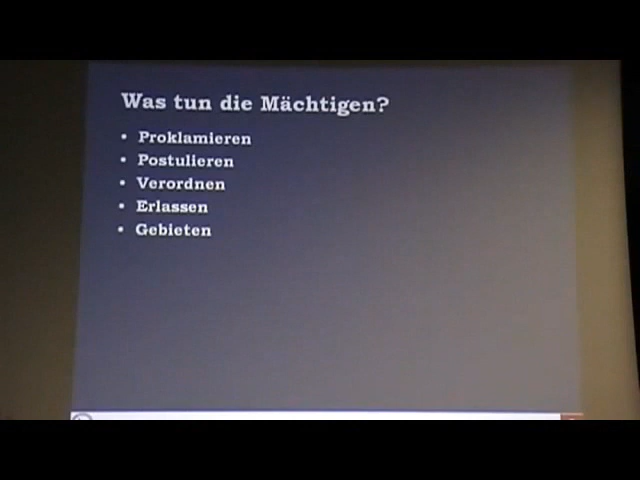 Was tun die Mächtigen?
• Proklamieren
• Postulieren
• Verordnen
• Erlassen
• Gebieten